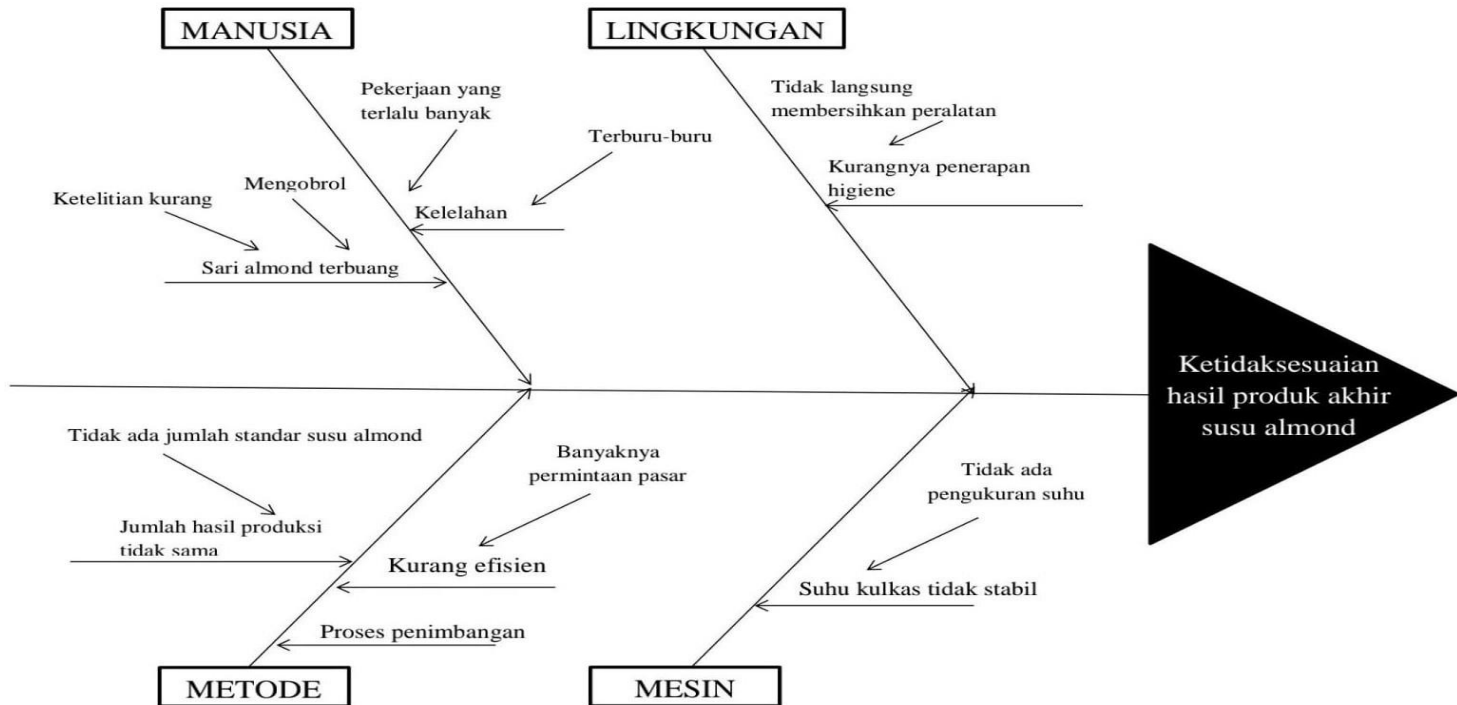 MANUSIA
LINGKUNGAN
Pekerjaan yang
terlalu banyak
Terburu-buru
Tidak langsung
membersihkan peralatan
Kurangnya penerapan
higiene
Ketelitian kurang
Mengobrol
Kelelahan
Sari almond terbuang
Ketidaksesuaian
hasil produk akhir
susu almond
Tidak ada jumlah standar susu almond
Banyaknya
permintaan pasar
Tidak ada
pengukuran suhu
Jumlah hasil produksi
tidak sama
Kurang efisien
Suhu kulkas tidak stabil
Proses penimbangan
METODE
MESIN